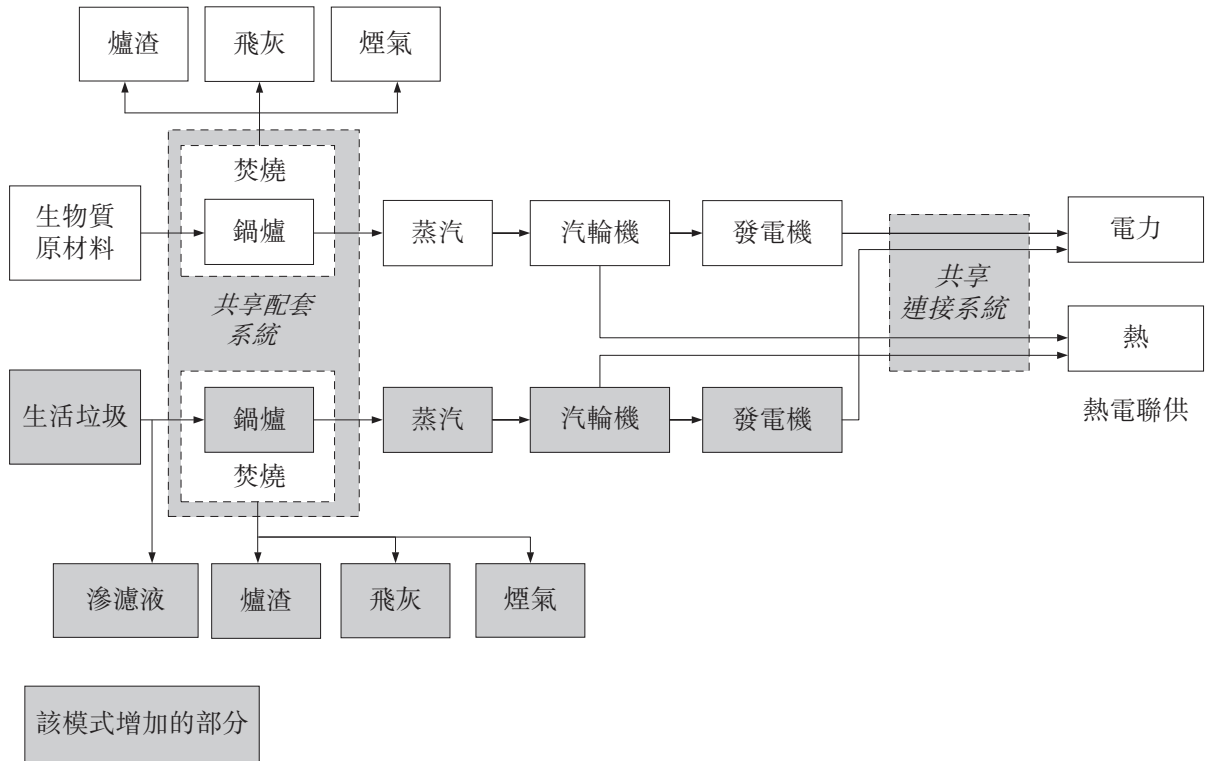 爐渣
飛灰
煙氣
焚燒
生物質
原材料
鍋爐
蒸汽
汽輪機
發電機
電力
共享配套
系統
共享
連接系統
熱
生活垃圾
鍋爐
蒸汽
汽輪機
發電機
熱電聯供
焚燒
滲濾液
爐渣
飛灰
煙氣
該模式增加的部分